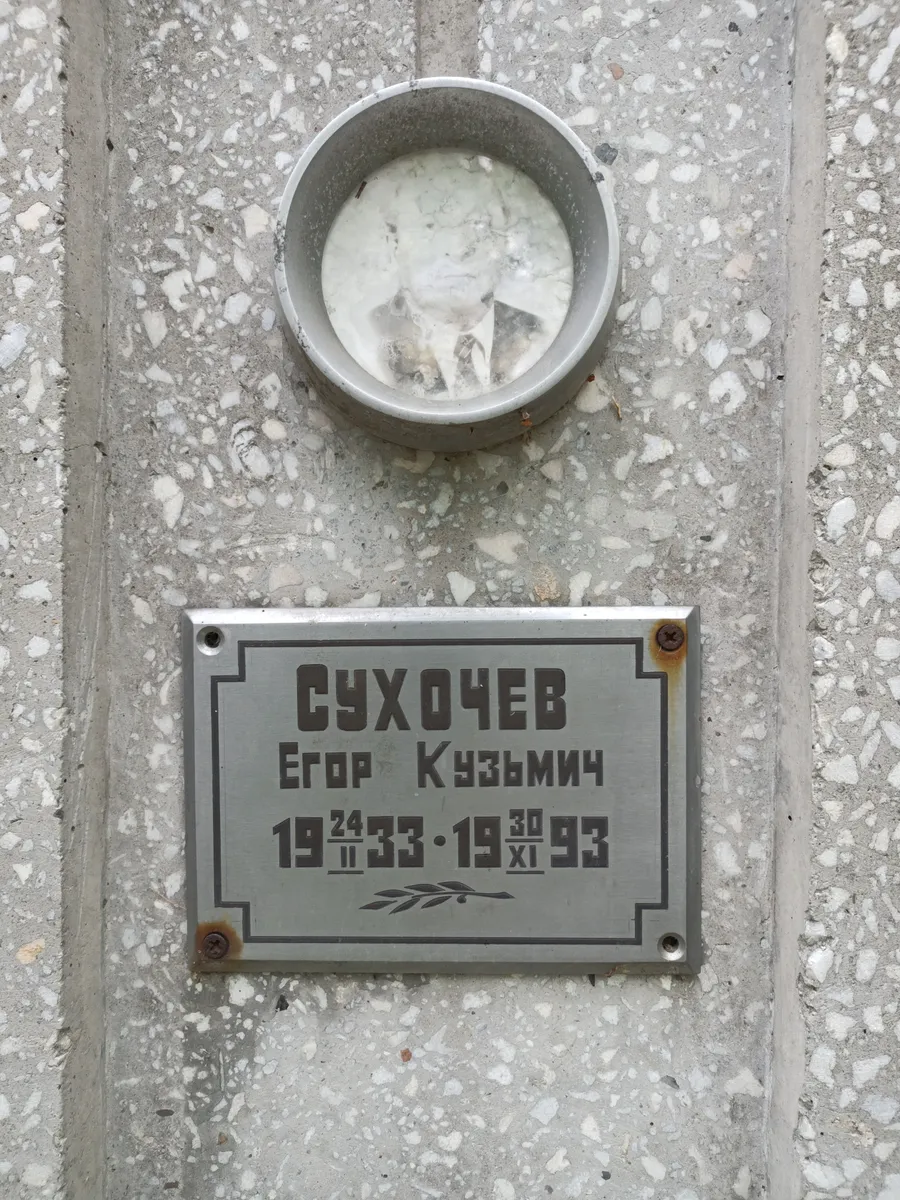 СУХОЧЕВ
Егор Кузьмич
19 24/II 33 · 19 30/XI 93